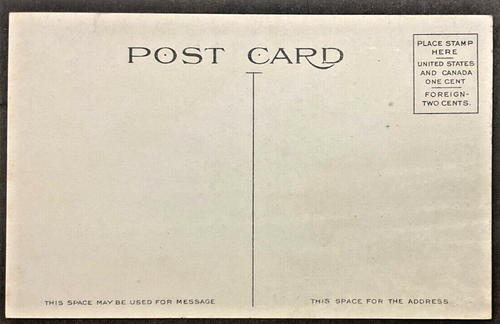 POST CARD
PLACE STAMP
HERE
UNITED STATES
AND CANADA
ONE CENT
FOREIGN-
TWO CENTS.
THIS SPACE MAY BE USED FOR MESSAGE
THIS SPACE FOR THE ADDRESS